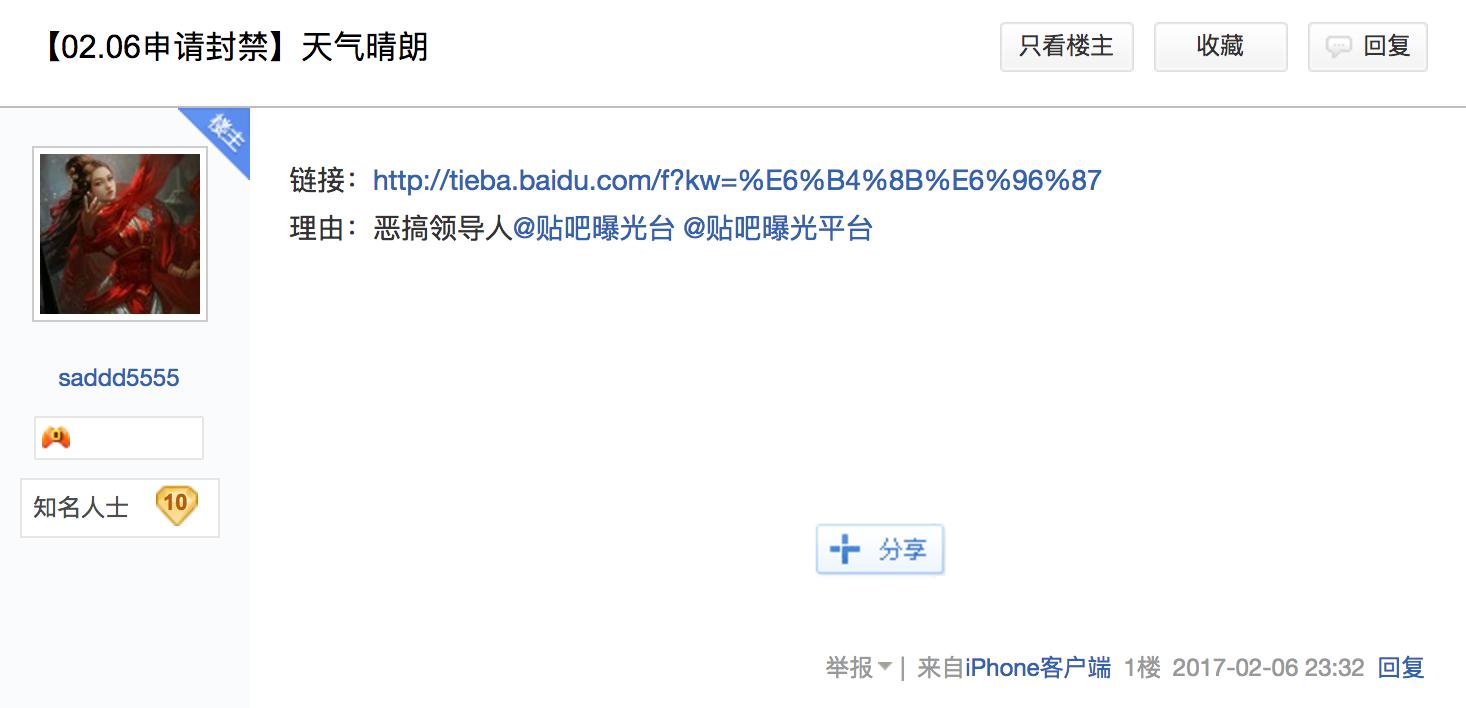 【02.06申请封禁】天气晴朗
只看楼主
收藏
回复
楼主
链接：http://tieba.baidu.com/f?kw=%E6%B4%8B%E6%96%87
理由：恶搞领导人@贴吧曝光台 @贴吧曝光平台
saddd5555
知名人士
10
分享
举报 | 来自iPhone客户端 1楼 2017-02-06 23:32 回复